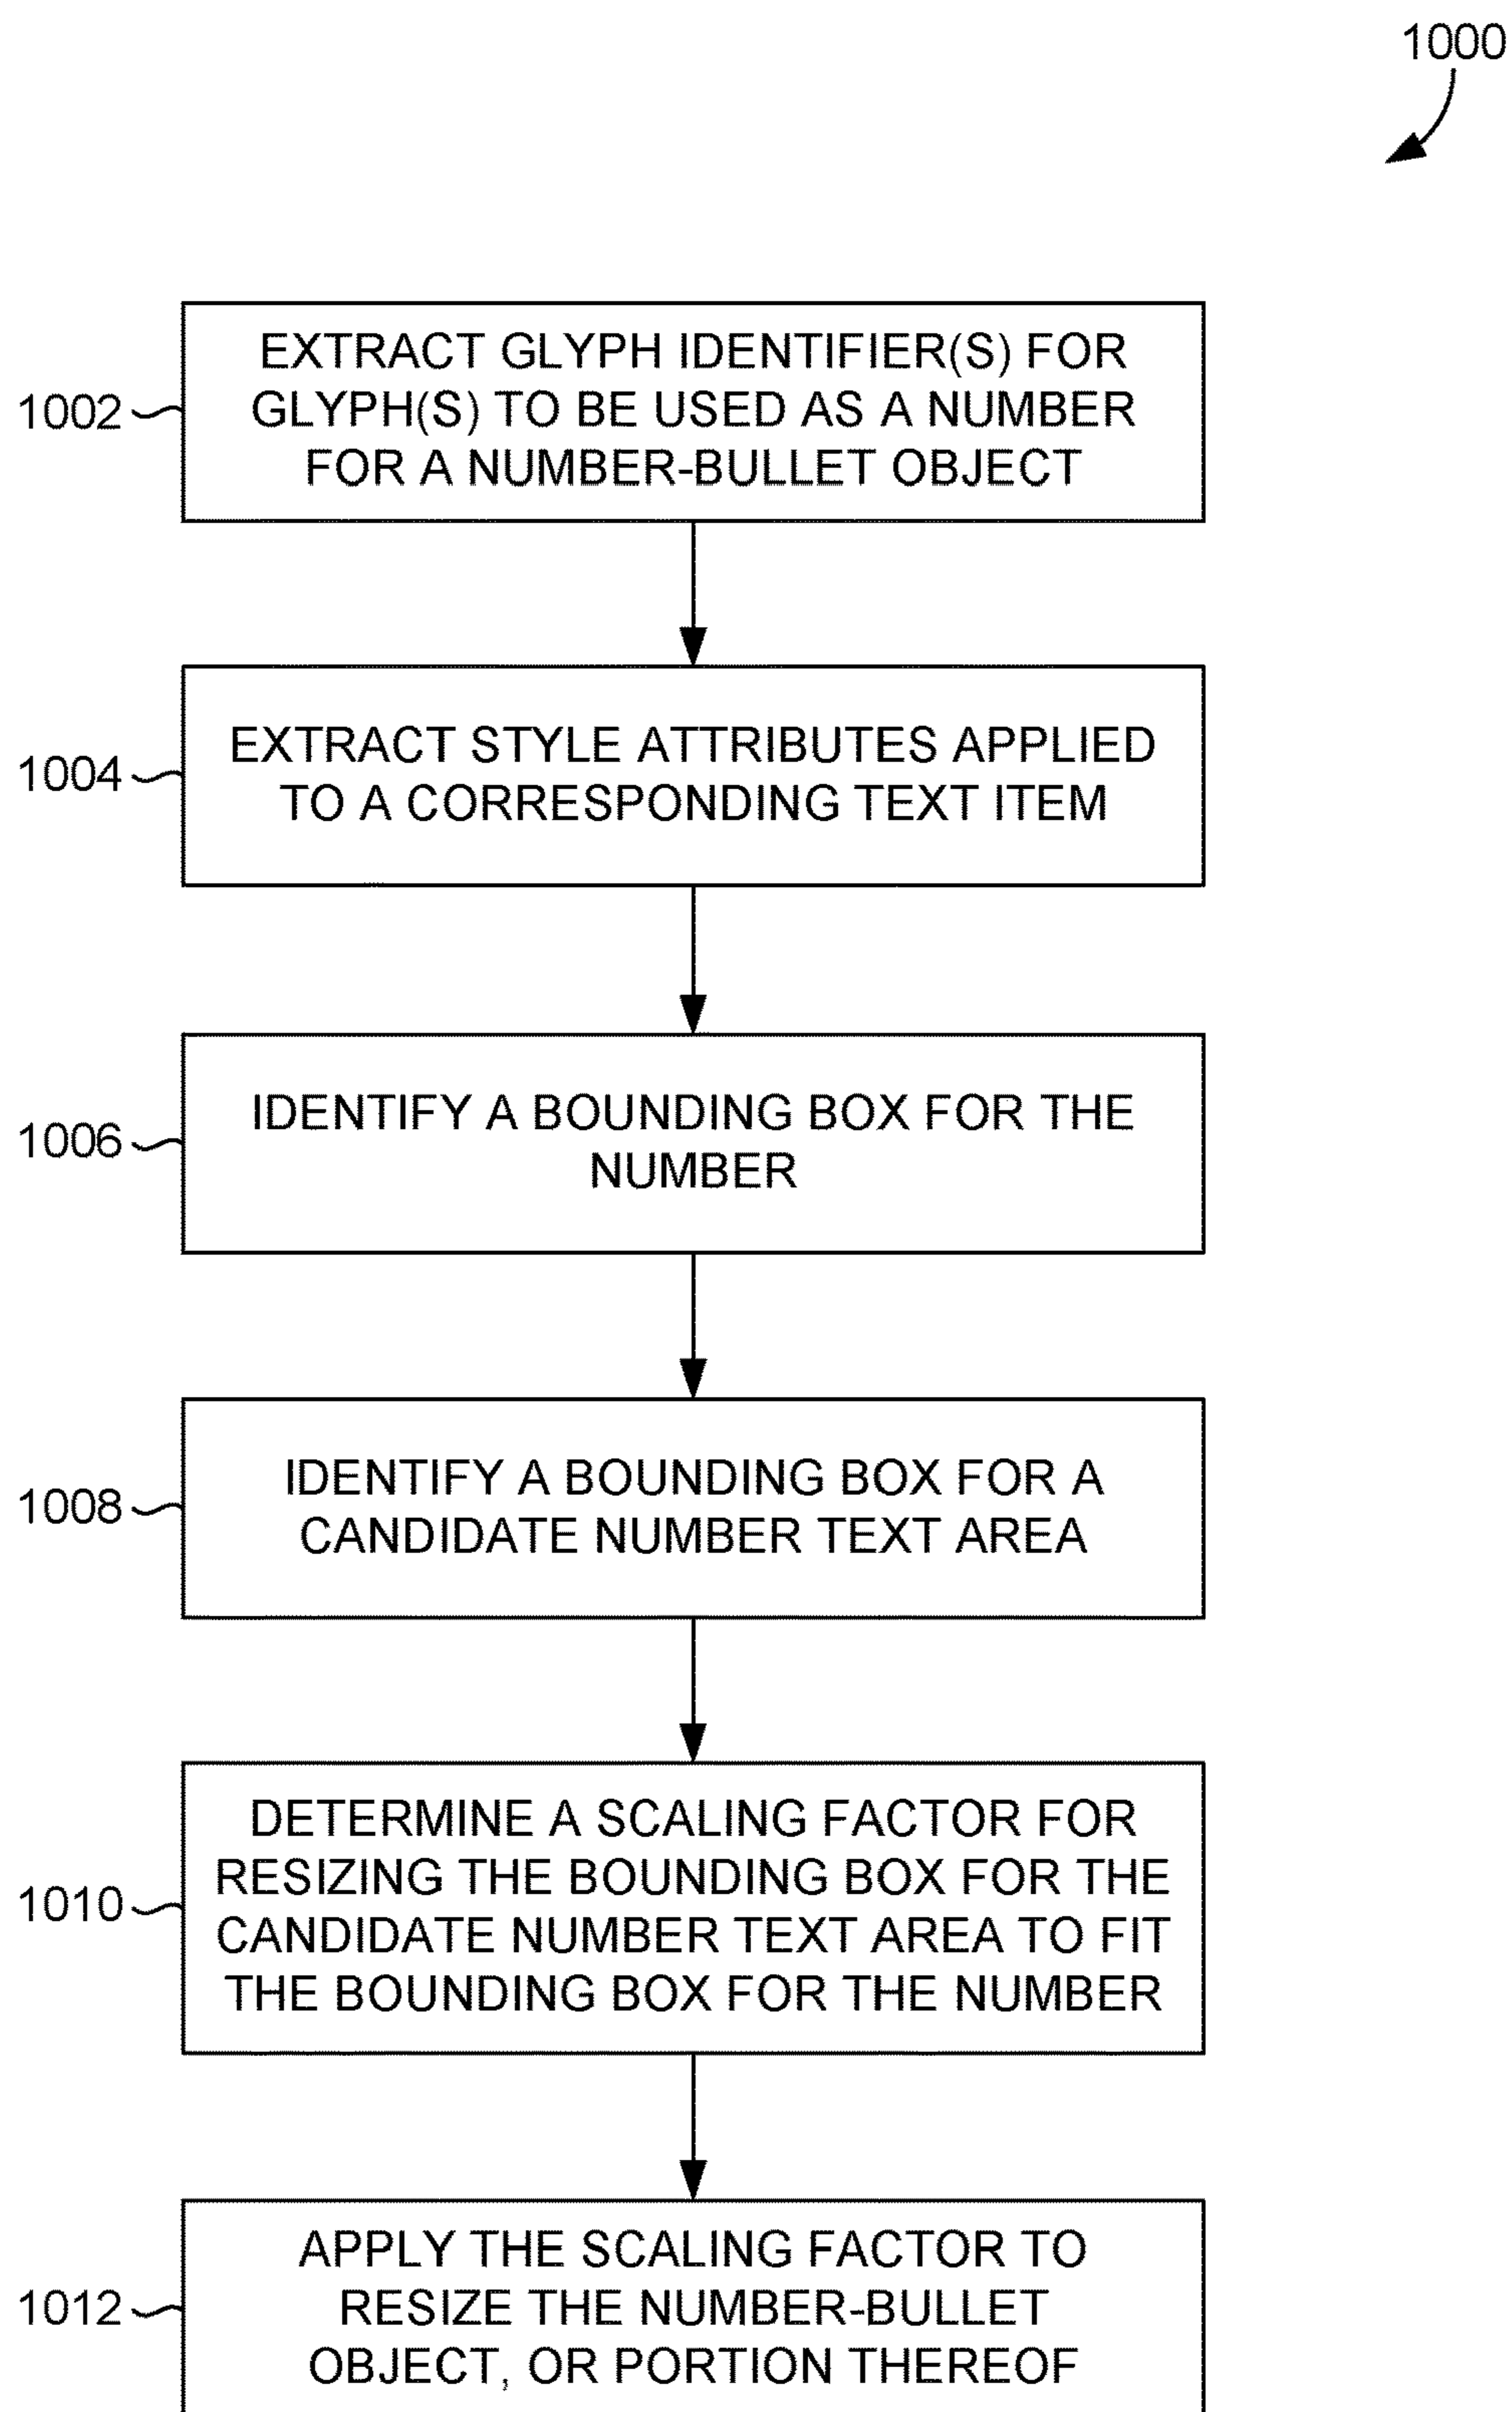 1000
EXTRACT GLYPH IDENTIFIER(S) FOR
1002 GLYPH(S) TO BE USED AS A NUMBER
FOR A NUMBER-BULLET OBJECT
EXTRACT STYLE ATTRIBUTES APPLIED
1004
TO A CORRESPONDING TEXT ITEM
IDENTIFY A BOUNDING BOX FOR THE
1006
NUMBER
IDENTIFY A BOUNDING BOX FOR A
1008
CANDIDATE NUMBER TEXT AREA
DETERMINE A SCALING FACTOR FOR
RESIZING THE BOUNDING BOX FOR THE
1010
CANDIDATE NUMBER TEXT AREA TO FIT
THE BOUNDING BOX FOR THE NUMBER
APPLY THE SCALING FACTOR TO
1012 RESIZE THE NUMBER-BULLET
OBJECT, OR PORTION THEREOF